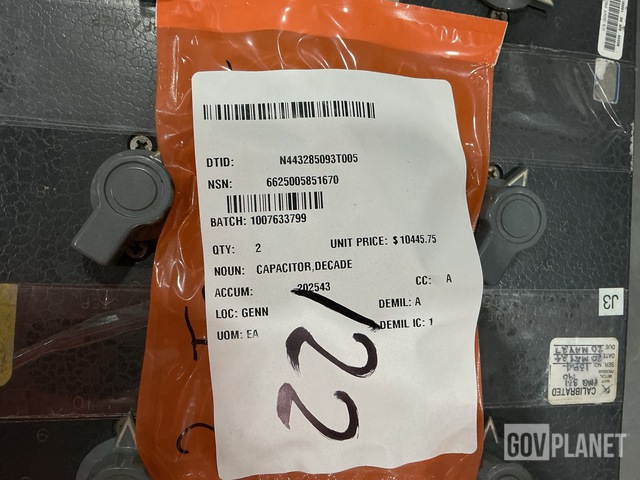 DTID: N443285093T005
NSN: 6625005851670
BATCH: 1007633799
QTY: 2 UNIT PRICE: $ 10445.75
NOUN: CAPACITOR,DECADE
ACCUM: 202543 CC: A
LOC: GENN DEMIL: A
UOM: EA DEMIL IC: 1
122
J3
CALIBRATED
GOVPLANET